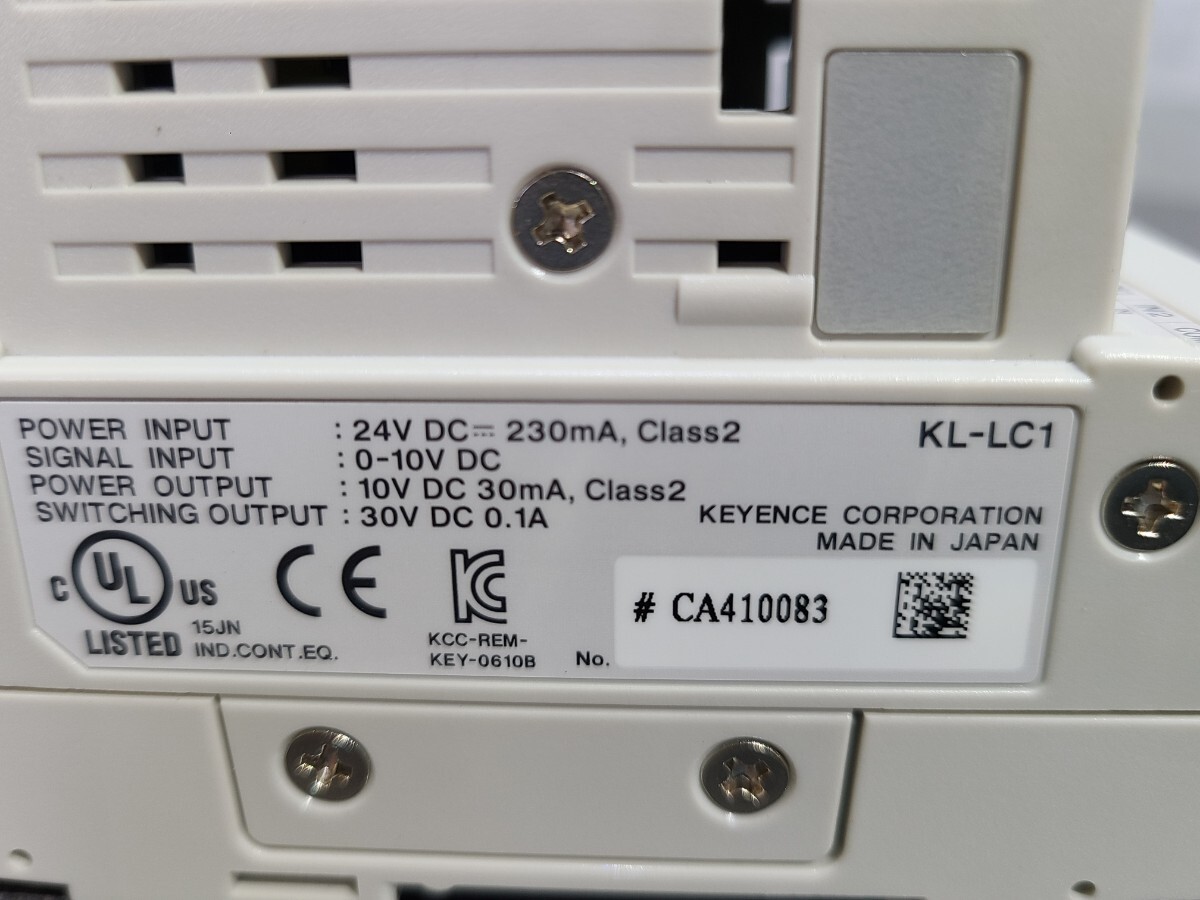 POWER INPUT : 24V DC⎓ 230mA, Class2
SIGNAL INPUT : 0-10V DC
POWER OUTPUT : 10V DC 30mA, Class2
SWITCHING OUTPUT : 30V DC 0.1A
KL-LC1
KEYENCE CORPORATION
MADE IN JAPAN
C UL US
LISTED
15JN
IND.CONT.EQ.
CE
KC
KCC-REM-
KEY-0610B
No.
# CA410083
IN2